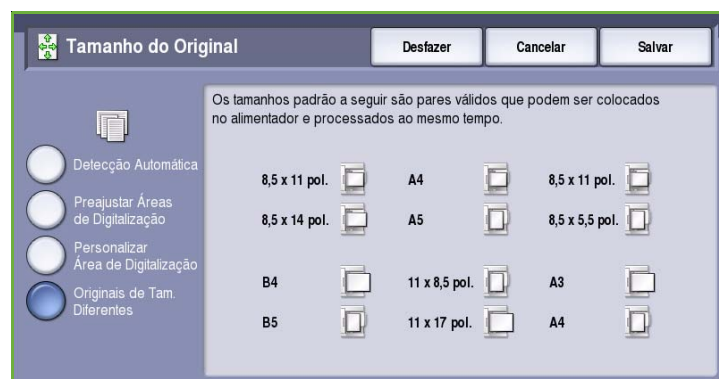 Tamanho do Original
Desfazer
Cancelar
Salvar
Os tamanhos padrão a seguir são pares válidos que podem ser colocados
no alimentador e processados ao mesmo tempo.
Detecção Automática
Preajustar Áreas
de Digitalização
Personalizar
Área de Digitalização
Originais de Tam.
Diferentes
8,5 x 11 pol.
A4
8,5 x 11 pol.
8,5 x 14 pol.
A5
8,5 x 5,5 pol.
B4
11 x 8,5 pol.
A3
B5
11 x 17 pol.
A4